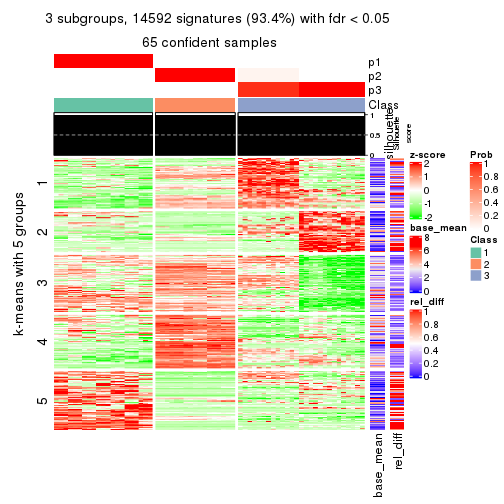 3 subgroups, 14592 signatures (93.4%) with fdr < 0.05
65 confident samples
p1
p2
p3
Class
1
0.5
0
silhouette
Silhouette
score
k-means with 5 groups
1
2
3
4
5
base_mean
rel_diff
z-score
2
1
0
-1
-2
base_mean
8
6
4
2
0
rel_diff
1
0.8
0.6
0.4
0.2
0
Prob
1
0.8
0.6
0.4
0.2
0
Class
1
2
3